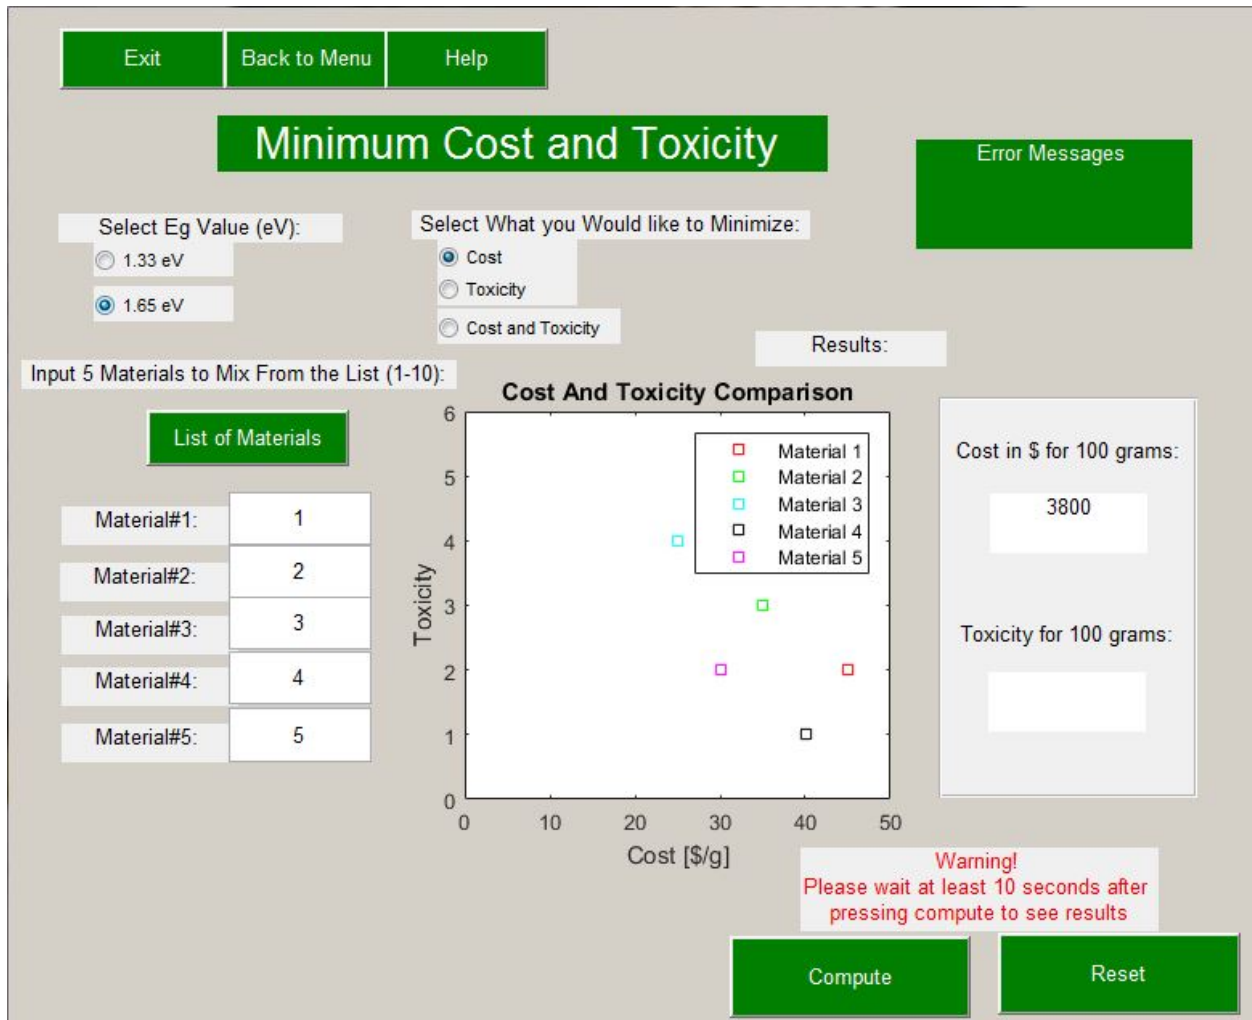 Exit
Back to Menu
Help
Minimum Cost and Toxicity
Error Messages
Select Eg Value (eV):
1.33 eV
1.65 eV
Select What you Would like to Minimize:
Cost
Toxicity
Cost and Toxicity
Results:
Input 5 Materials to Mix From the List (1-10):
List of Materials
Material#1:
1
Material#2:
2
Material#3:
3
Material#4:
4
Material#5:
5
Cost And Toxicity Comparison
6
5
4
3
2
1
0
Toxicity
Material 1
Material 2
Material 3
Material 4
Material 5
0
10
20
30
40
50
Cost [$/g]
Cost in $ for 100 grams:
3800
Toxicity for 100 grams:
Warning!
Please wait at least 10 seconds after
pressing compute to see results
Compute
Reset